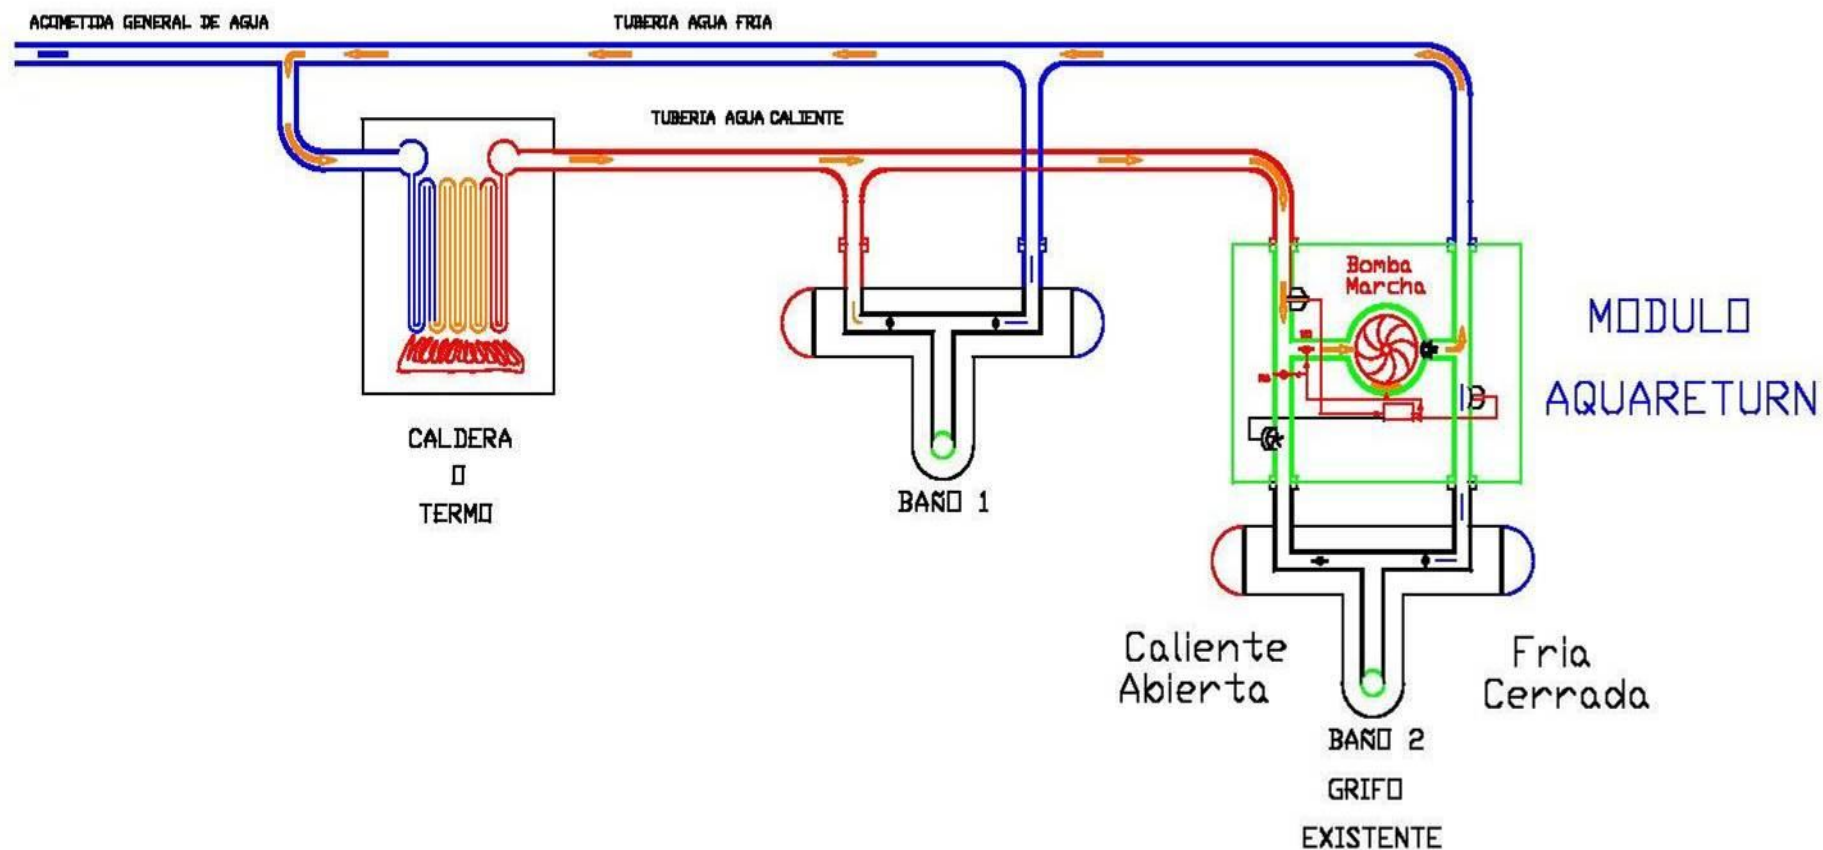 ACOMETIDA GENERAL DE AGUA
TUBERIA AGUA FRIA
TUBERIA AGUA CALIENTE
Bomba
Marcha
MODULO
AQUARETURN
CALDERA
O
TERMO
BAÑO 1
Caliente
Abierta
Fria
Cerrada
BAÑO 2
GRIFO
EXISTENTE